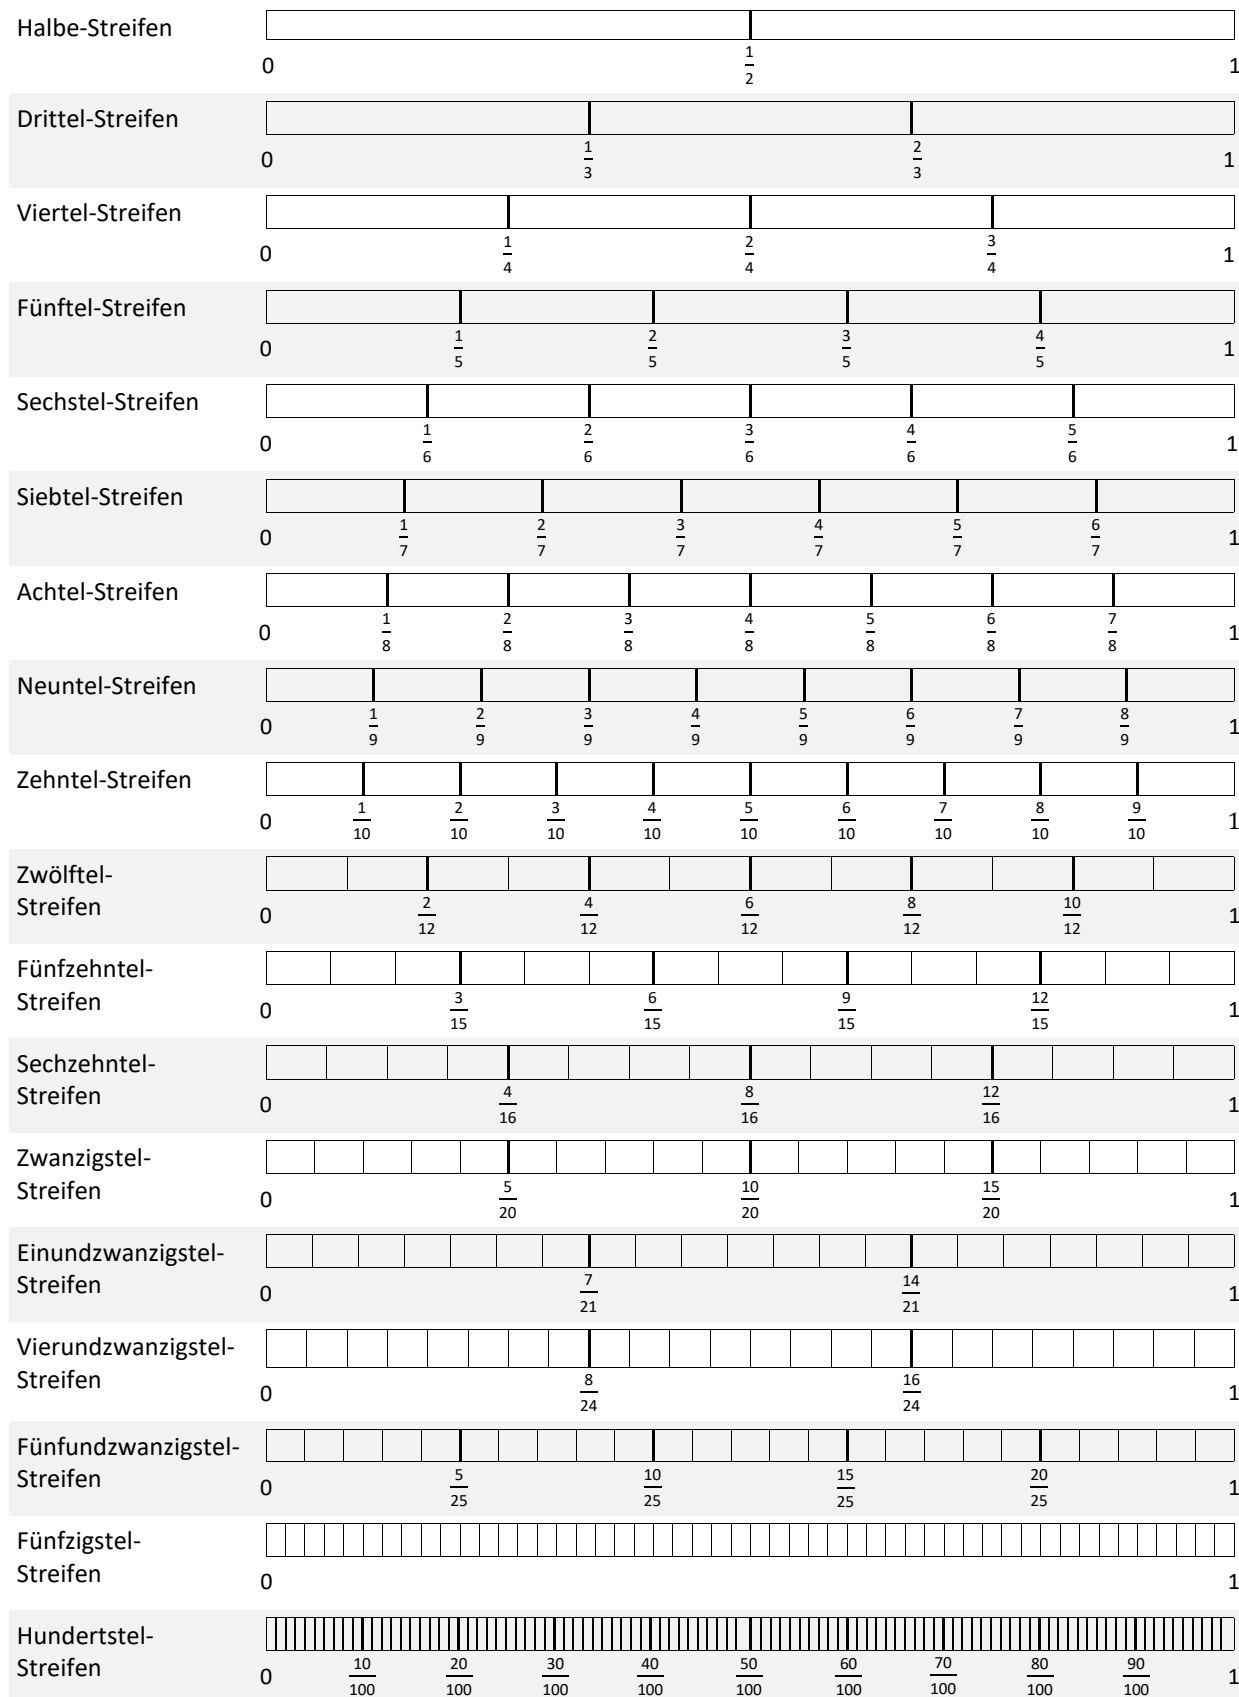 Halbe-Streifen
0 1/2 1
Drittel-Streifen
0 1/3 2/3 1
Viertel-Streifen
0 1/4 2/4 3/4 1
Fünftel-Streifen
0 1/5 2/5 3/5 4/5 1
Sechstel-Streifen
0 1/6 2/6 3/6 4/6 5/6 1
Siebtel-Streifen
0 1/7 2/7 3/7 4/7 5/7 6/7 1
Achtel-Streifen
0 1/8 2/8 3/8 4/8 5/8 6/8 7/8 1
Neuntel-Streifen
0 1/9 2/9 3/9 4/9 5/9 6/9 7/9 8/9 1
Zehntel-Streifen
0 1/10 2/10 3/10 4/10 5/10 6/10 7/10 8/10 9/10 1
Zwölftel-
Streifen
0 2/12 4/12 6/12 8/12 10/12 1
Fünfzehntel-
Streifen
0 3/15 6/15 9/15 12/15 1
Sechzehntel-
Streifen
0 4/16 8/16 12/16 1
Zwanzigstel-
Streifen
0 5/20 10/20 15/20 1
Einundzwanzigstel-
Streifen
0 7/21 14/21 1
Vierundzwanzigstel-
Streifen
0 8/24 16/24 1
Fünfundzwanzigstel-
Streifen
0 5/25 10/25 15/25 20/25 1
Fünfzigstel-
Streifen
0 1
Hundertstel-
Streifen
0 10/100 20/100 30/100 40/100 50/100 60/100 70/100 80/100 90/100 1